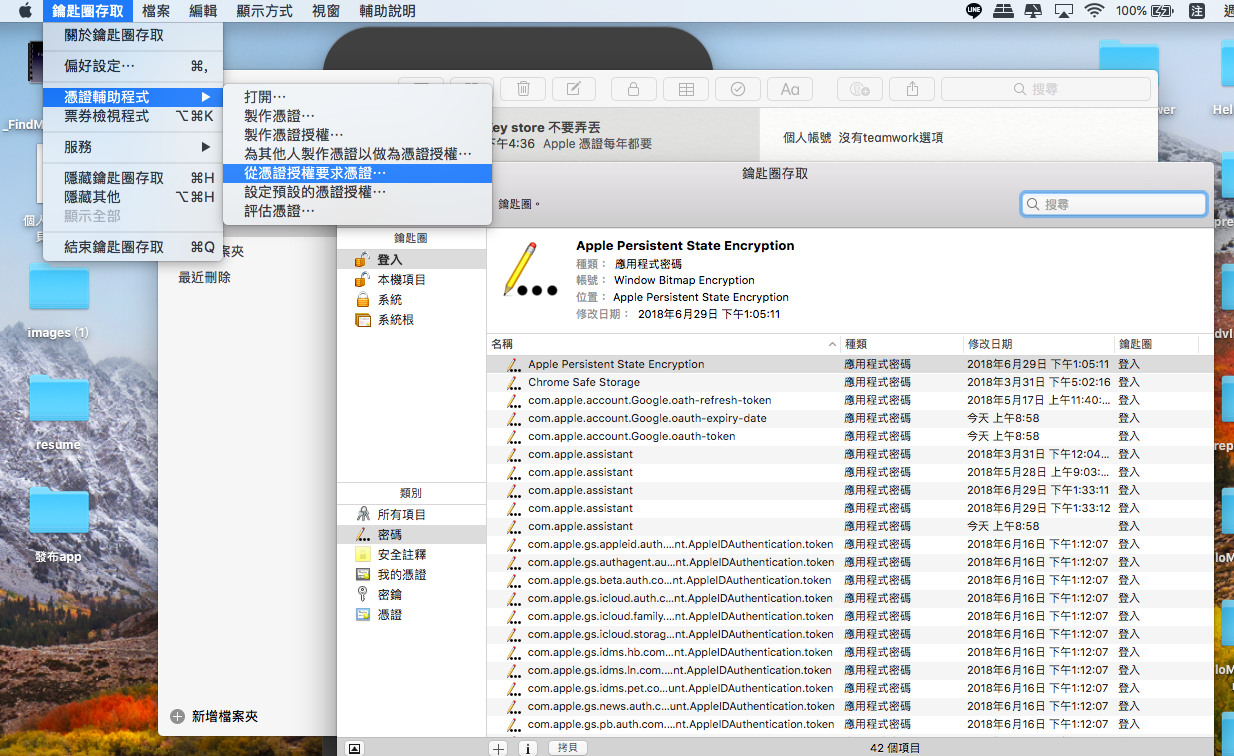 鑰匙圈存取 檔案 編輯 顯示方式 視窗 輔助說明 LINE 100% 注
關於鑰匙圈存取
偏好設定… ⌘,
憑證輔助程式 ▶
票券檢視程式 ⌥⌘K
服務 ▶
隱藏鑰匙圈存取 ⌘H
隱藏其他 ⌥⌘H
顯示全部
結束鑰匙圈存取 ⌘Q
打開…
製作憑證…
製作憑證授權…
為其他人製作憑證以做為憑證授權…
從憑證授權要求憑證…
設定預設的憑證授權…
評估憑證…
_FindM
images (1)
resume
發布app
案夾
最近刪除
新增檔案夾
Aa
搜尋
ey store 不要弄丟
下午4:36 Apple 憑證每年都要
個人帳號 沒有teamwork選項
wer
Hel
鑰匙圈存取
鑰匙圈。
搜尋
鑰匙圈
登入
本機項目
系統
系統根
類別
所有項目
密碼
安全註釋
我的憑證
密鑰
憑證
Apple Persistent State Encryption
種類： 應用程式密碼
帳號： Window Bitmap Encryption
位置： Apple Persistent State Encryption
修改日期： 2018年6月29日 下午1:05:11
名稱 種類 修改日期 鑰匙圈
Apple Persistent State Encryption 應用程式密碼 2018年6月29日 下午1:05:11 登入
Chrome Safe Storage 應用程式密碼 2018年3月31日 下午5:02:16 登入
com.apple.account.Google.oath-refresh-token 應用程式密碼 2018年5月17日 上午11:40:... 登入
com.apple.account.Google.oauth-expiry-date 應用程式密碼 今天 上午8:58 登入
com.apple.account.Google.oauth-token 應用程式密碼 今天 上午8:58 登入
com.apple.assistant 應用程式密碼 2018年3月31日 下午12:04... 登入
com.apple.assistant 應用程式密碼 2018年5月28日 上午9:03:... 登入
com.apple.assistant 應用程式密碼 2018年6月29日 下午1:33:11 登入
com.apple.assistant 應用程式密碼 2018年6月29日 下午1:33:12 登入
com.apple.assistant 應用程式密碼 今天 上午8:58 登入
com.apple.gs.appleid.auth....nt.AppleIDAuthentication.token 應用程式密碼 2018年6月16日 下午1:12:07 登入
com.apple.gs.authagent.au...nt.AppleIDAuthentication.token 應用程式密碼 2018年6月16日 下午1:12:07 登入
com.apple.gs.beta.auth.co...nt.AppleIDAuthentication.token 應用程式密碼 2018年6月16日 下午1:12:07 登入
com.apple.gs.icloud.auth.c...nt.AppleIDAuthentication.token 應用程式密碼 2018年6月16日 下午1:12:07 登入
com.apple.gs.icloud.family....nt.AppleIDAuthentication.token 應用程式密碼 2018年6月16日 下午1:12:07 登入
com.apple.gs.icloud.storag...nt.AppleIDAuthentication.token 應用程式密碼 2018年6月16日 下午1:12:07 登入
com.apple.gs.idms.hb.com...nt.AppleIDAuthentication.token 應用程式密碼 2018年6月16日 下午1:12:07 登入
com.apple.gs.idms.ln.com....nt.AppleIDAuthentication.token 應用程式密碼 2018年6月16日 下午1:12:07 登入
com.apple.gs.idms.pet.co...unt.AppleIDAuthentication.token 應用程式密碼 2018年6月16日 下午1:12:07 登入
com.apple.gs.news.auth.c...unt.AppleIDAuthentication.token 應用程式密碼 2018年6月16日 下午1:12:07 登入
com.apple.gs.pb.auth.com....nt.AppleIDAuthentication.token 應用程式密碼 2018年6月16日 下午1:12:07 登入
拷貝
42 個項目